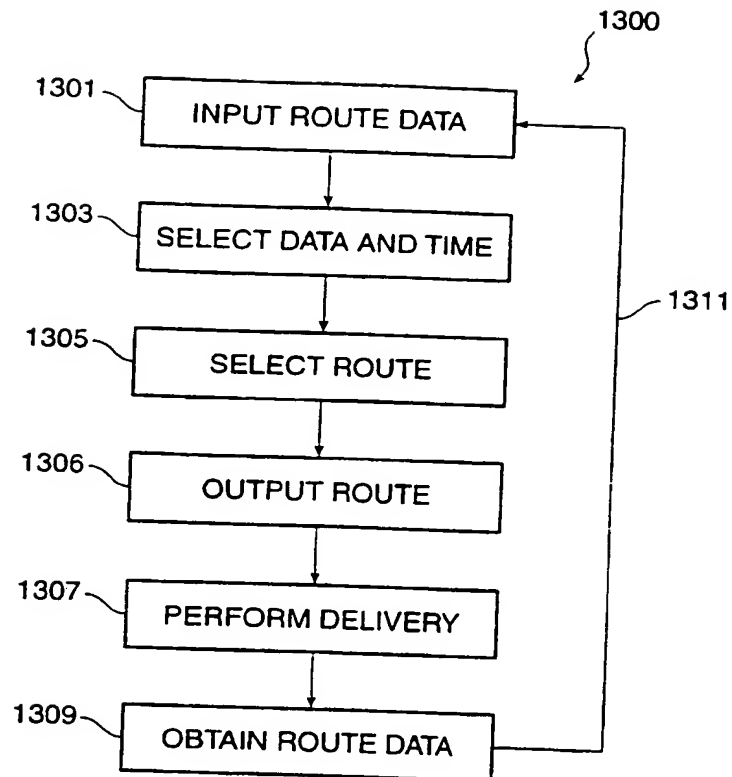 1300
1301
INPUT ROUTE DATA
1303
SELECT DATA AND TIME
1305
SELECT ROUTE
1311
1306
OUTPUT ROUTE
1307
PERFORM DELIVERY
1309
OBTAIN ROUTE DATA